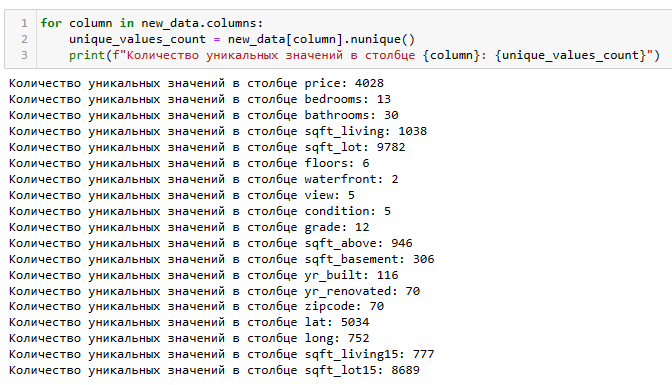 1 for column in new_data.columns:
2     unique_values_count = new_data[column].nunique()
3     print(f"Количество уникальных значений в столбце {column}: {unique_values_count}")
Количество уникальных значений в столбце price: 4028
Количество уникальных значений в столбце bedrooms: 13
Количество уникальных значений в столбце bathrooms: 30
Количество уникальных значений в столбце sqft_living: 1038
Количество уникальных значений в столбце sqft_lot: 9782
Количество уникальных значений в столбце floors: 6
Количество уникальных значений в столбце waterfront: 2
Количество уникальных значений в столбце view: 5
Количество уникальных значений в столбце condition: 5
Количество уникальных значений в столбце grade: 12
Количество уникальных значений в столбце sqft_above: 946
Количество уникальных значений в столбце sqft_basement: 306
Количество уникальных значений в столбце yr_built: 116
Количество уникальных значений в столбце yr_renovated: 70
Количество уникальных значений в столбце zipcode: 70
Количество уникальных значений в столбце lat: 5034
Количество уникальных значений в столбце long: 752
Количество уникальных значений в столбце sqft_living15: 777
Количество уникальных значений в столбце sqft_lot15: 8689